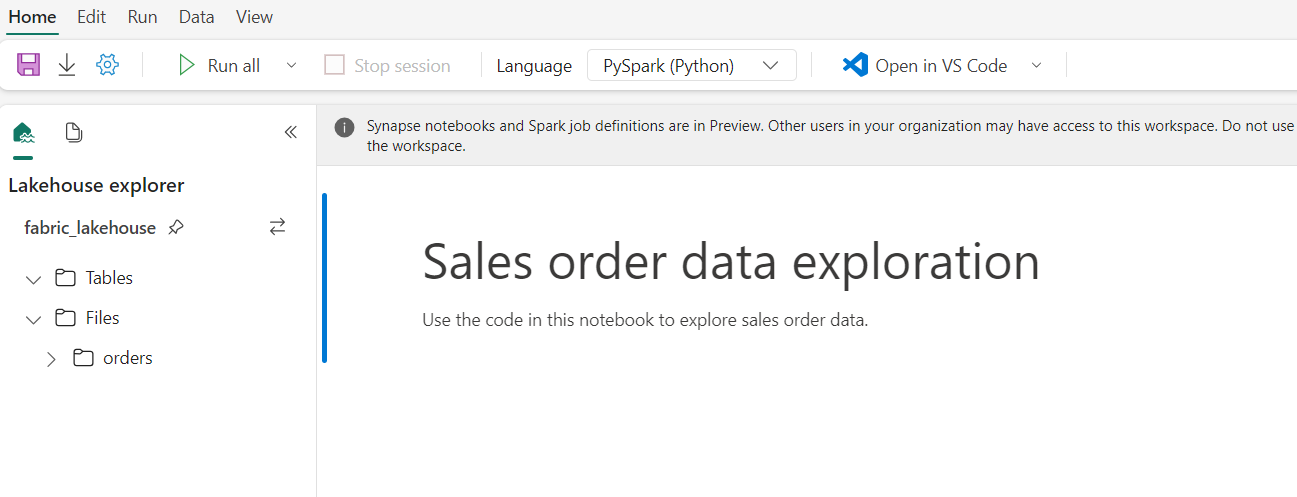 Home Edit Run Data View
Run all Stop session Language PySpark (Python) Open in VS Code
Synapse notebooks and Spark job definitions are in Preview. Other users in your organization may have access to this workspace. Do not use
the workspace.
Lakehouse explorer
fabric_lakehouse
Tables
Files
orders
Sales order data exploration
Use the code in this notebook to explore sales order data.